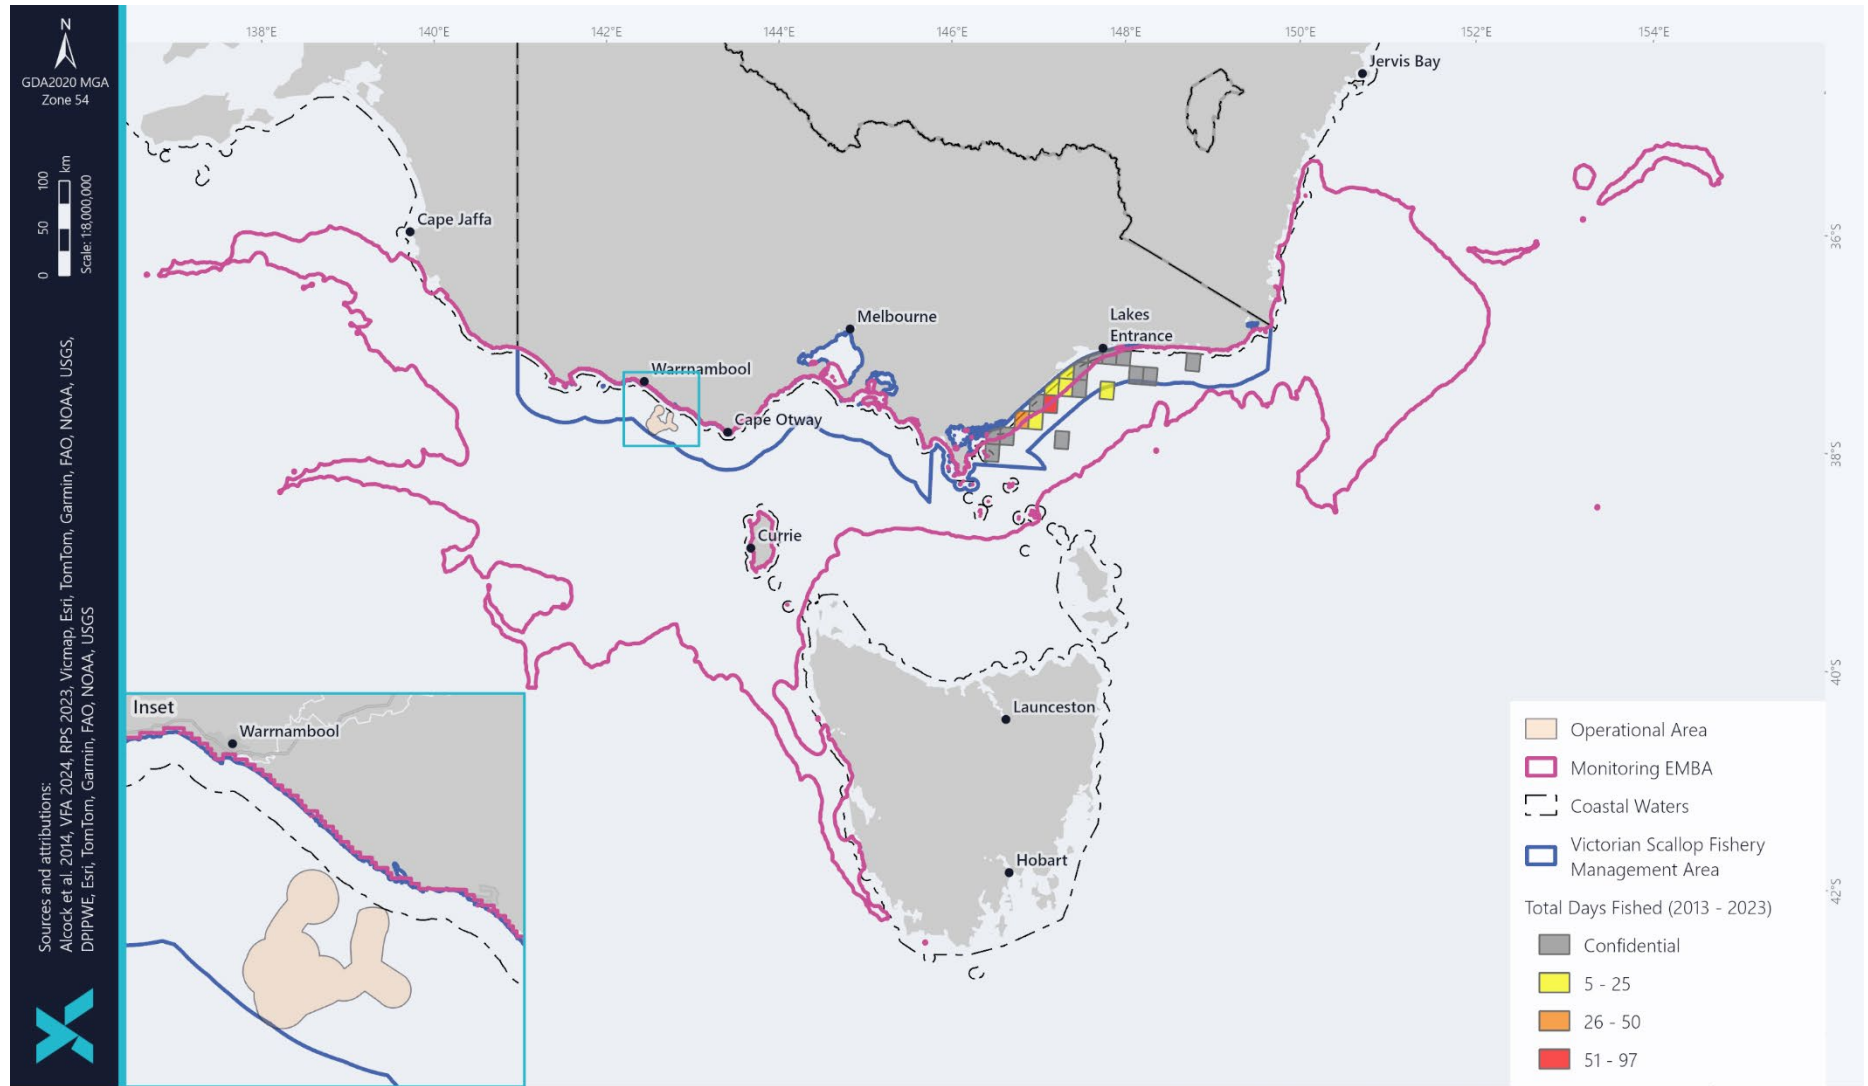 N
GDA2020 MGA
Zone 54
0 50 100 km
Scale: 1:8,000,000
Sources and attributions:
Alcock et al. 2014, VFA 2024, RPS 2023, Vicmap, Esri, TomTom, Garmin, FAO, NOAA, USGS,
DPIPWE, Esri, TomTom, Garmin, FAO, NOAA, USGS
138°E
140°E
142°E
144°E
146°E
148°E
150°E
152°E
154°E
36°S
38°S
40°S
42°S
Jervis Bay
Cape Jaffa
Melbourne
Lakes
Entrance
Warrnambool
Cape Otway
Currie
Launceston
Hobart
Inset
Warrnambool
Operational Area
Monitoring EMBA
Coastal Waters
Victorian Scallop Fishery
Management Area
Total Days Fished (2013 - 2023)
Confidential
5 - 25
26 - 50
51 - 97